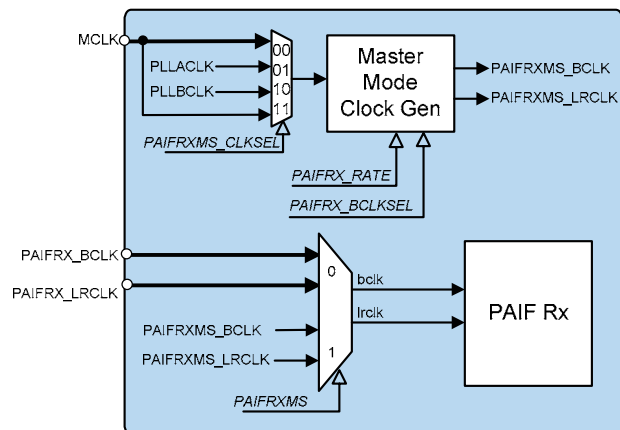 MCLK
00
PLLACLK
01
PLLBCLK
10
11
Master
Mode
Clock Gen
PAIFRXMS_BCLK
PAIFRXMS_LRCLK
PAIFRXMS_CLKSEL
PAIFRX_RATE
PAIFRX_BCLKSEL
PAIFRX_BCLK
PAIFRX_LRCLK
0
bclk
lrclk
PAIF Rx
PAIFRXMS_BCLK
PAIFRXMS_LRCLK
1
PAIFRXMS